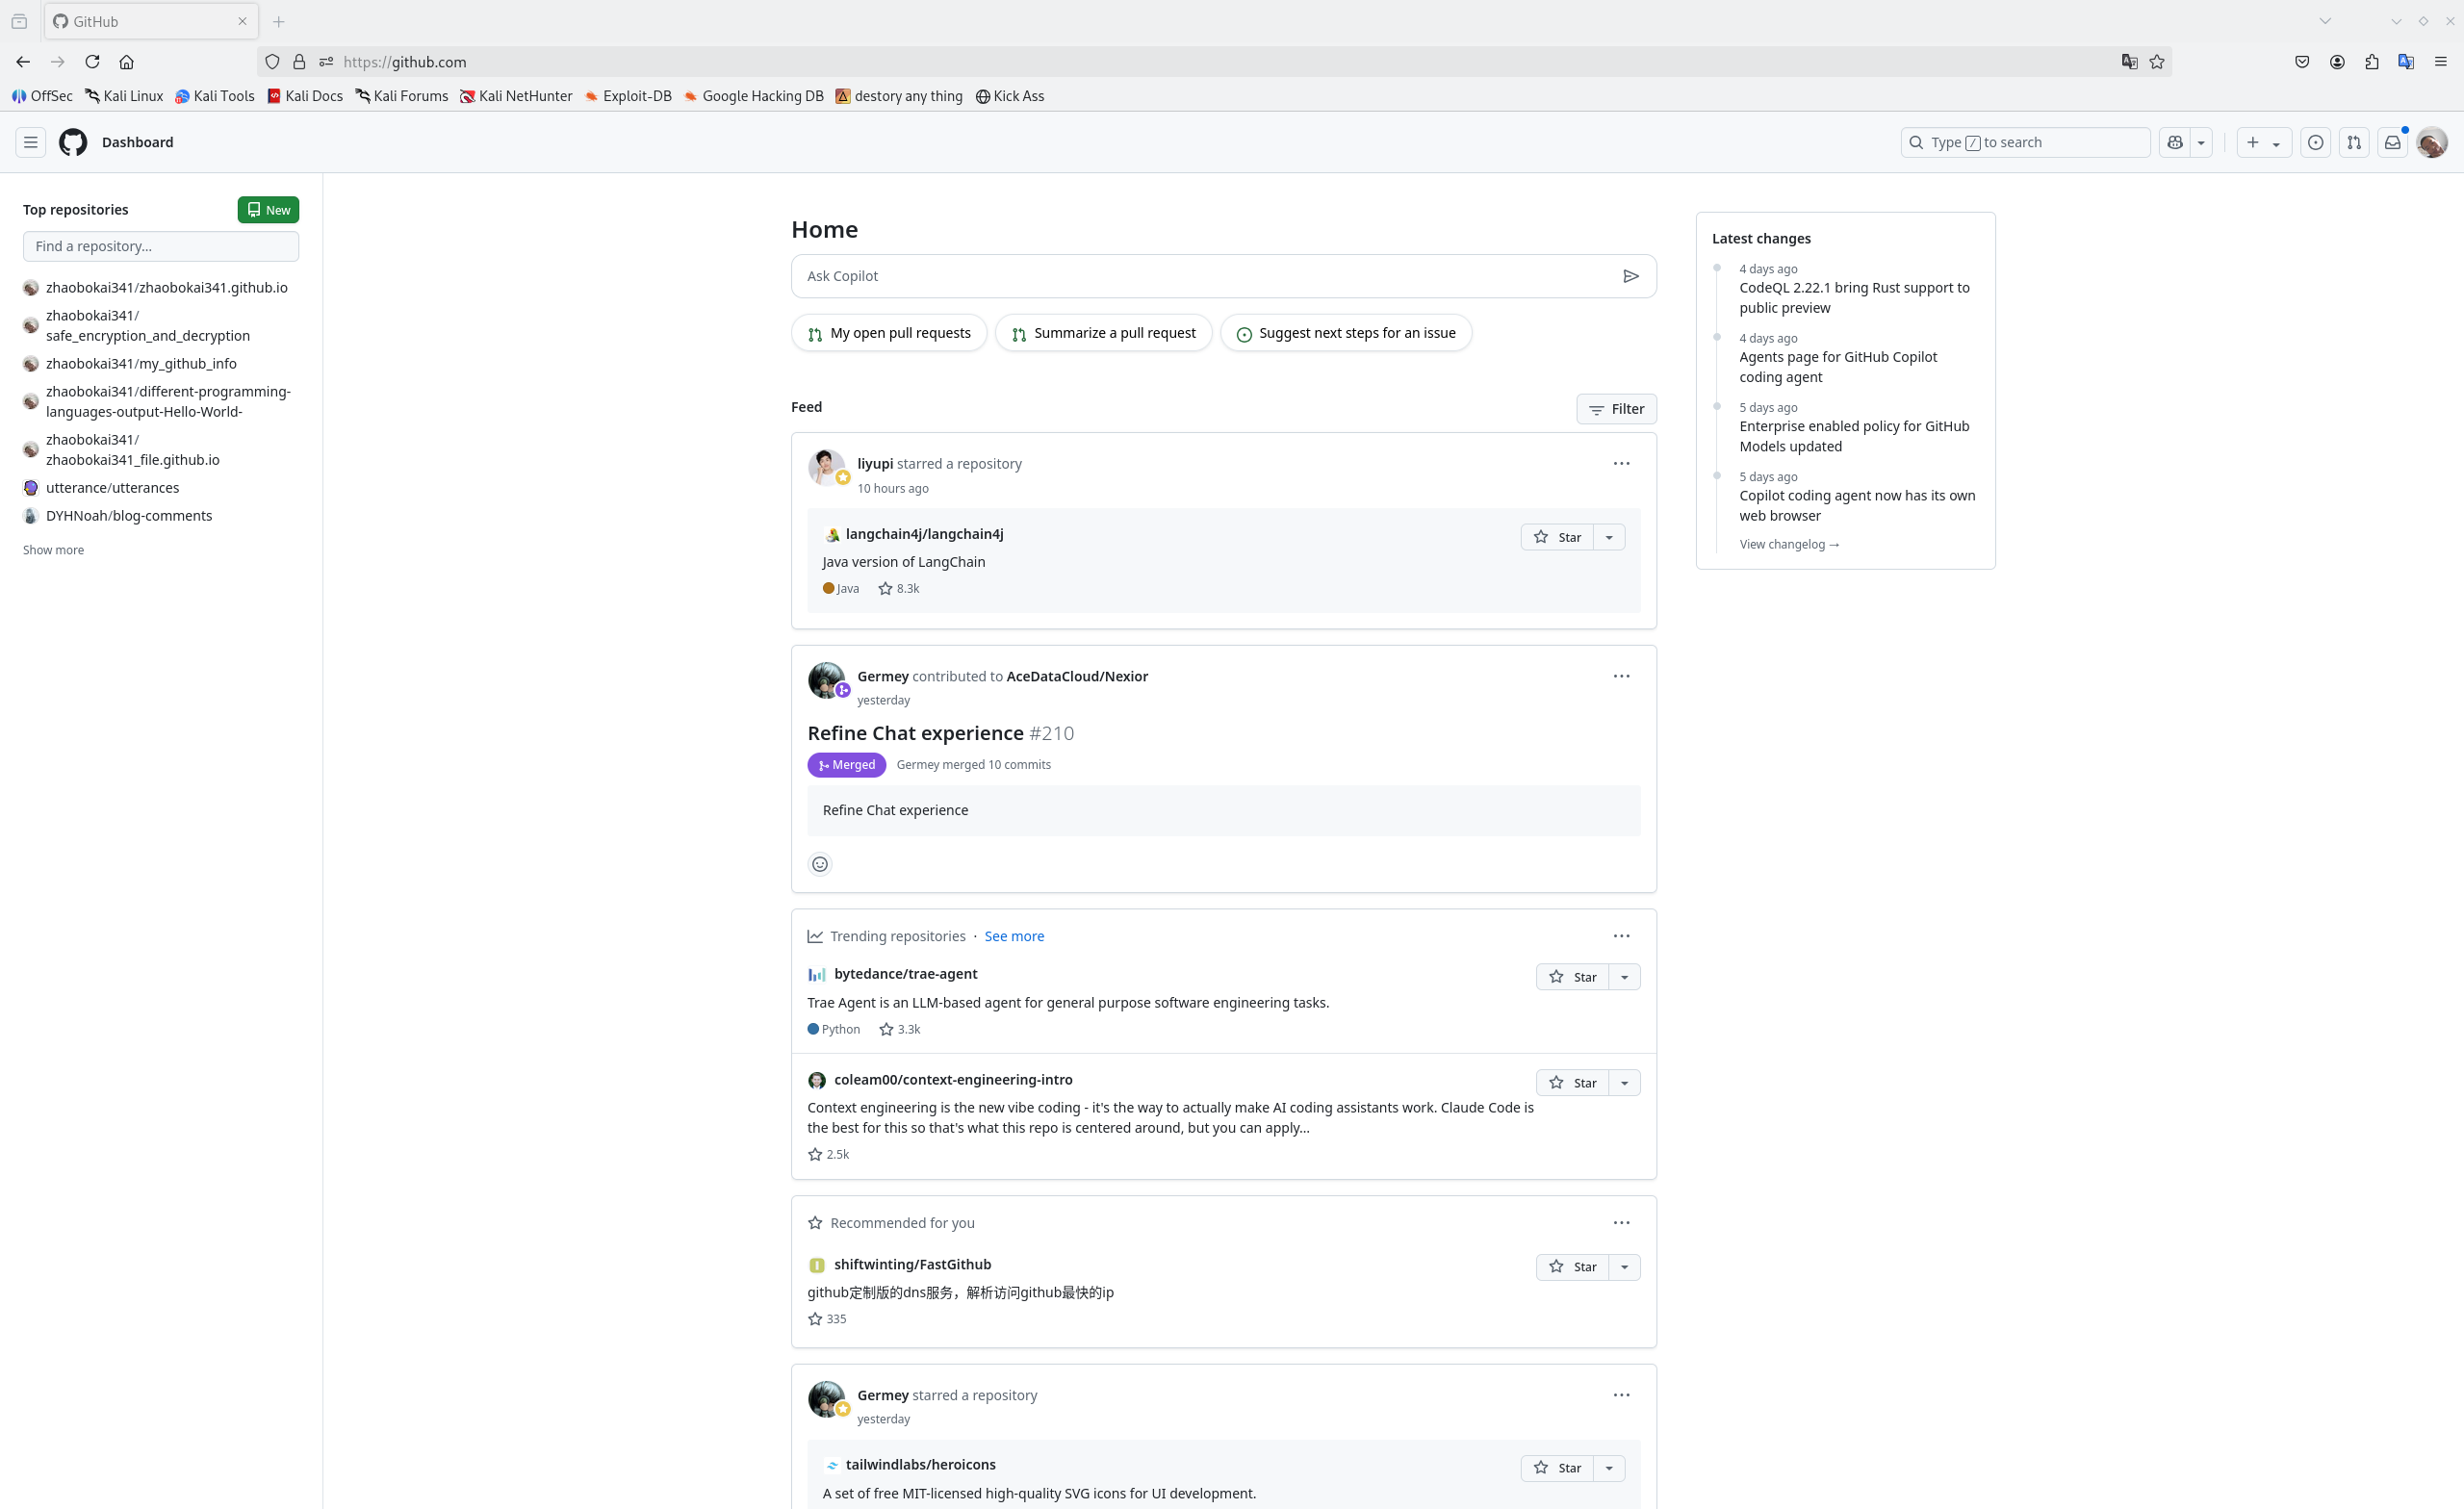 GitHub
https://github.com
OffSec Kali Linux Kali Tools Kali Docs Kali Forums Kali NetHunter Exploit-DB Google Hacking DB destory any thing Kick Ass
Dashboard
Type / to search
Top repositories
New
Find a repository...
zhaobokai341/zhaobokai341.github.io
zhaobokai341/
safe_encryption_and_decryption
zhaobokai341/my_github_info
zhaobokai341/different-programming-
languages-output-Hello-World-
zhaobokai341/
zhaobokai341_file.github.io
utterance/utterances
DYHNoah/blog-comments
Show more
Home
Ask Copilot
My open pull requests
Summarize a pull request
Suggest next steps for an issue
Feed
Filter
liyupi starred a repository
10 hours ago
langchain4j/langchain4j
Star
Java version of LangChain
Java 8.3k
Germey contributed to AceDataCloud/Nexior
yesterday
Refine Chat experience #210
Merged Germey merged 10 commits
Refine Chat experience
Trending repositories · See more
bytedance/trae-agent
Star
Trae Agent is an LLM-based agent for general purpose software engineering tasks.
Python 3.3k
coleam00/context-engineering-intro
Star
Context engineering is the new vibe coding - it's the way to actually make AI coding assistants work. Claude Code is
the best for this so that's what this repo is centered around, but you can apply...
2.5k
Recommended for you
shiftwinting/FastGithub
Star
github定制版的dns服务，解析访问github最快的ip
335
Germey starred a repository
yesterday
tailwindlabs/heroicons
Star
A set of free MIT-licensed high-quality SVG icons for UI development.
Latest changes
4 days ago
CodeQL 2.22.1 bring Rust support to
public preview
4 days ago
Agents page for GitHub Copilot
coding agent
5 days ago
Enterprise enabled policy for GitHub
Models updated
5 days ago
Copilot coding agent now has its own
web browser
View changelog →